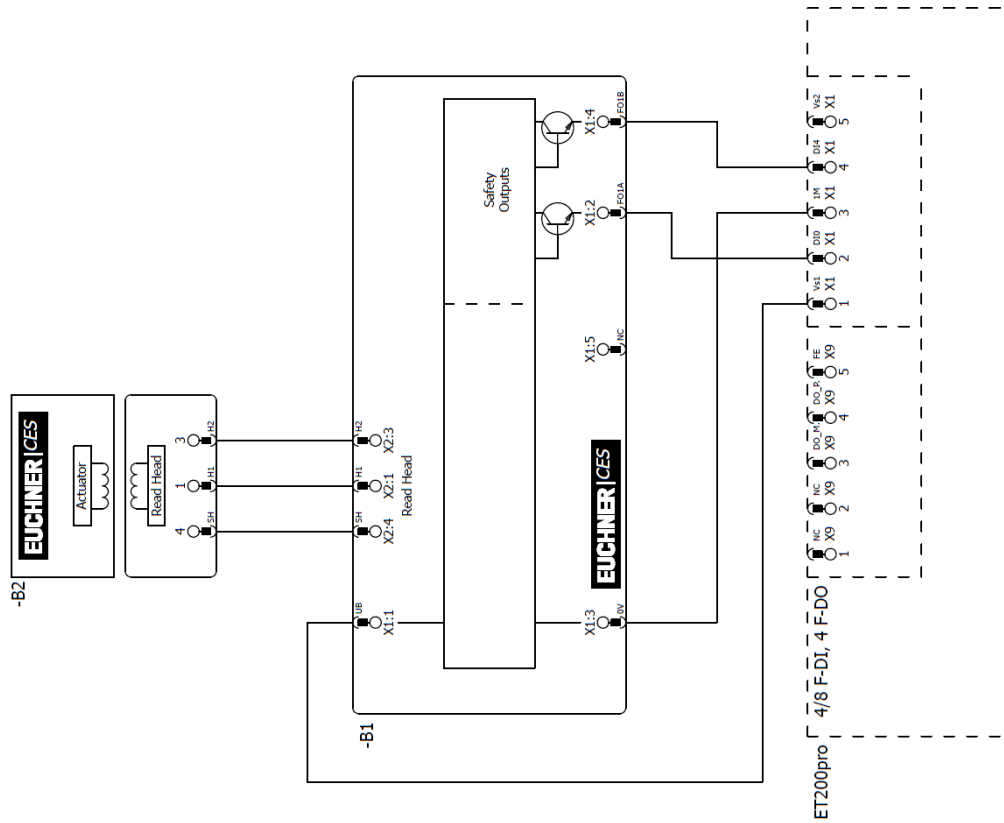 -B2
EUCHNER CES
Actuator
Read Head
4
SH
1
H1
3
H2
-B1
UB
X1:1
SH
X2:4
H1
X2:1
H2
X2:3
Read Head
EUCHNER CES
Safety
Outputs
X1:3
0V
X1:5
NC
X1:2
FO1A
X1:4
FO1B
ET200pro
4/8 F-DI, 4 F-DO
NC
X9
1
NC
X9
2
DO_M.
X9
3
DO_P.
X9
4
FE
X9
5
Vs1
X1
1
DI0
X1
2
1M
X1
3
DI4
X1
4
Vs2
X1
5